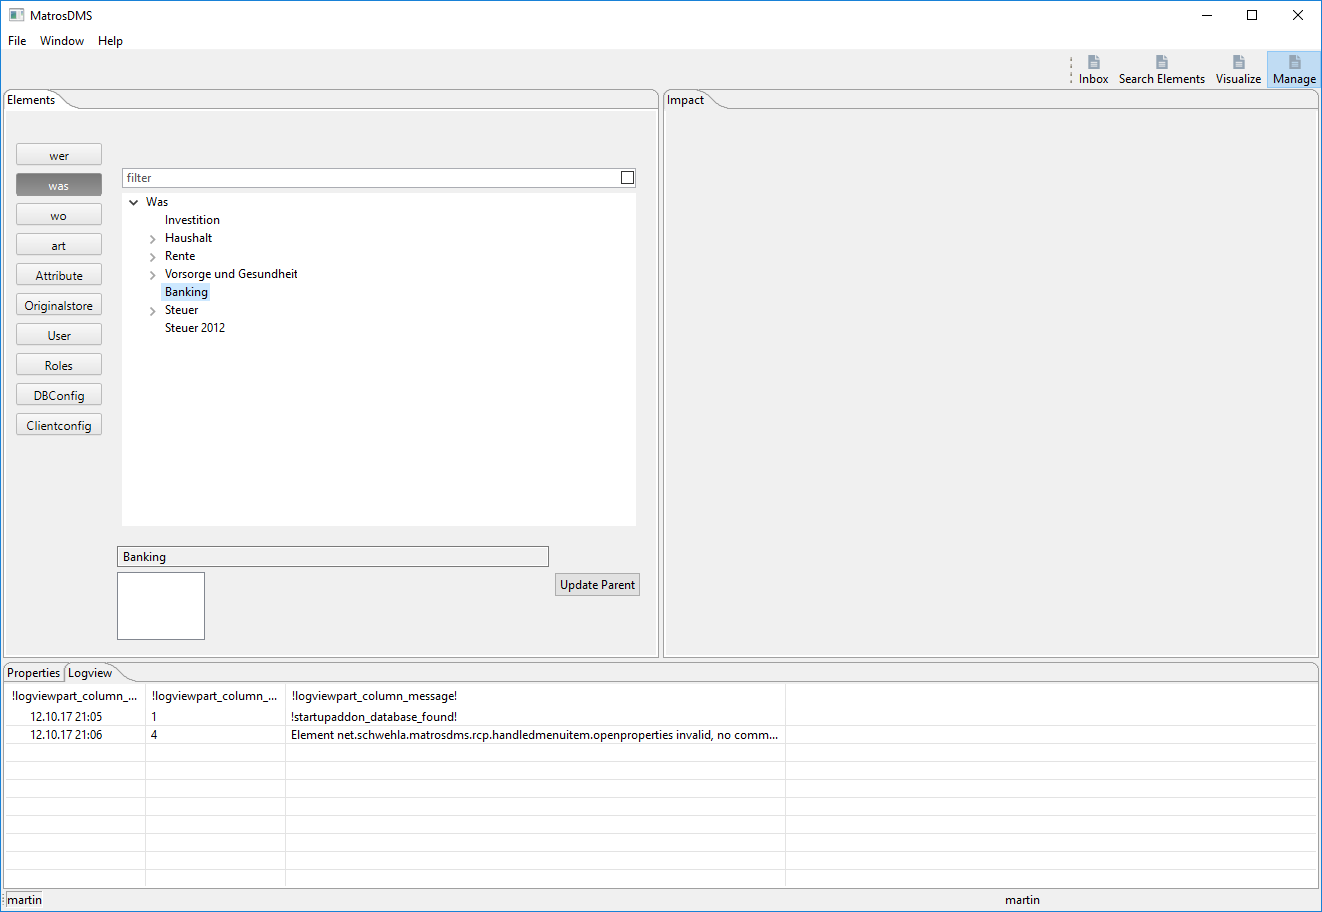 MatrosDMS
File Window Help
Inbox Search Elements Visualize Manage
Elements
Impact
wer
was
wo
art
Attribute
Originalstore
User
Roles
DBConfig
Clientconfig
filter
Was
Investition
Haushalt
Rente
Vorsorge und Gesundheit
Banking
Steuer
Steuer 2012
Banking
Update Parent
Properties Logview
!logviewpart_column_... !logviewpart_column_... !logviewpart_column_message!
12.10.17 21:05 1 !startupaddon_database_found!
12.10.17 21:06 4 Element net.schwehla.matrosdms.rcp.handledmenuitem.openproperties invalid, no comm...
martin martin